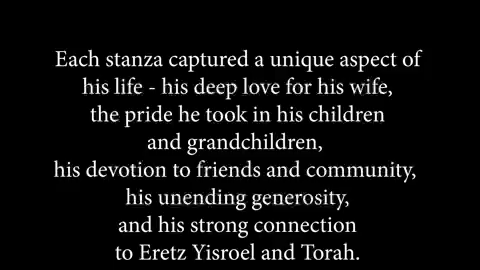 Each stanza captured a unique aspect of
his life - his deep love for his wife,
the pride he took in his children
and grandchildren,
his devotion to friends and community,
his unending generosity,
and his strong connection
to Eretz Yisroel and Torah.